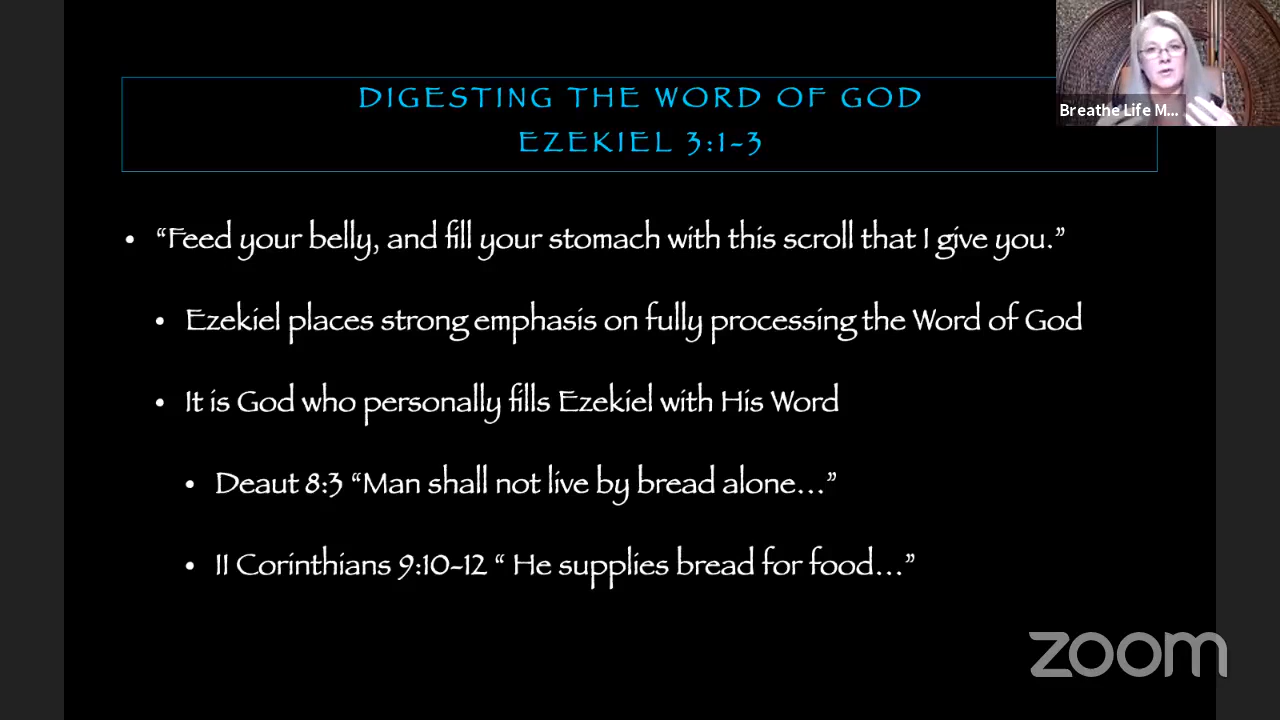 DIGESTING THE WORD OF GOD
EZEKIEL 3:1-3
Breathe Life M...
• “Feed your belly, and fill your stomach with this scroll that I give you.”
• Ezekiel places strong emphasis on fully processing the Word of God
• It is God who personally fills Ezekiel with His Word
• Deaut 8:3 “Man shall not live by bread alone...”
• II Corinthians 9:10-12 “ He supplies bread for food...”
zoom